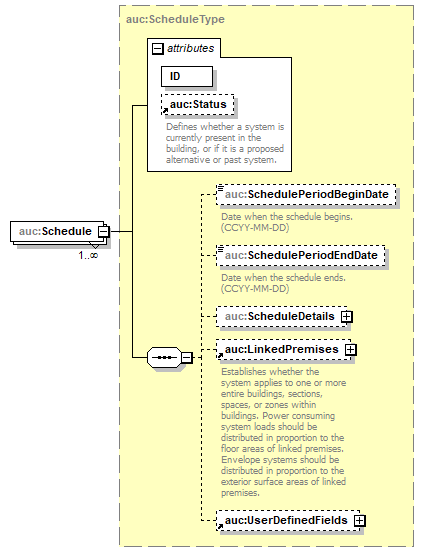 auc:ScheduleType
attributes
ID
auc:Status
Defines whether a system is
currently present in the
building, or if it is a proposed
alternative or past system.
auc:Schedule
1..∞
auc:SchedulePeriodBeginDate
Date when the schedule begins.
(CCYY-MM-DD)
auc:SchedulePeriodEndDate
Date when the schedule ends.
(CCYY-MM-DD)
auc:ScheduleDetails
auc:LinkedPremises
Establishes whether the
system applies to one or more
entire buildings, sections,
spaces, or zones within
buildings. Power consuming
system loads should be
distributed in proportion to the
floor areas of linked premises.
Envelope systems should be
distributed in proportion to the
exterior surface areas of linked
premises.
auc:UserDefinedFields